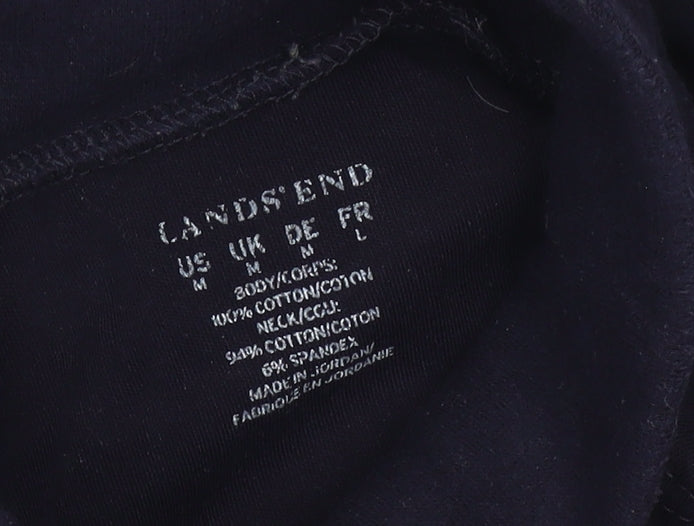 LANDS' END
US UK DE FR
M M M L
BODY/CORPS:
100% COTTON/COTON
NECK/COU:
94% COTTON/COTON
6% SPANDEX
MADE IN JORDAN/
FABRIQUE EN JORDANIE